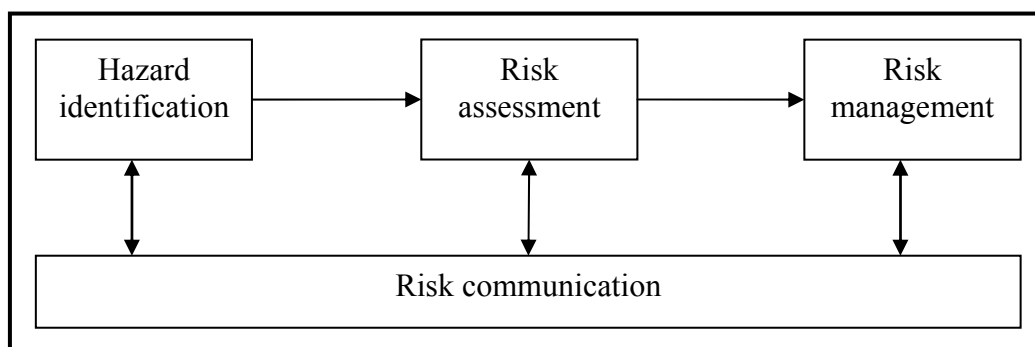 Hazard
identification
Risk
assessment
Risk
management
Risk communication